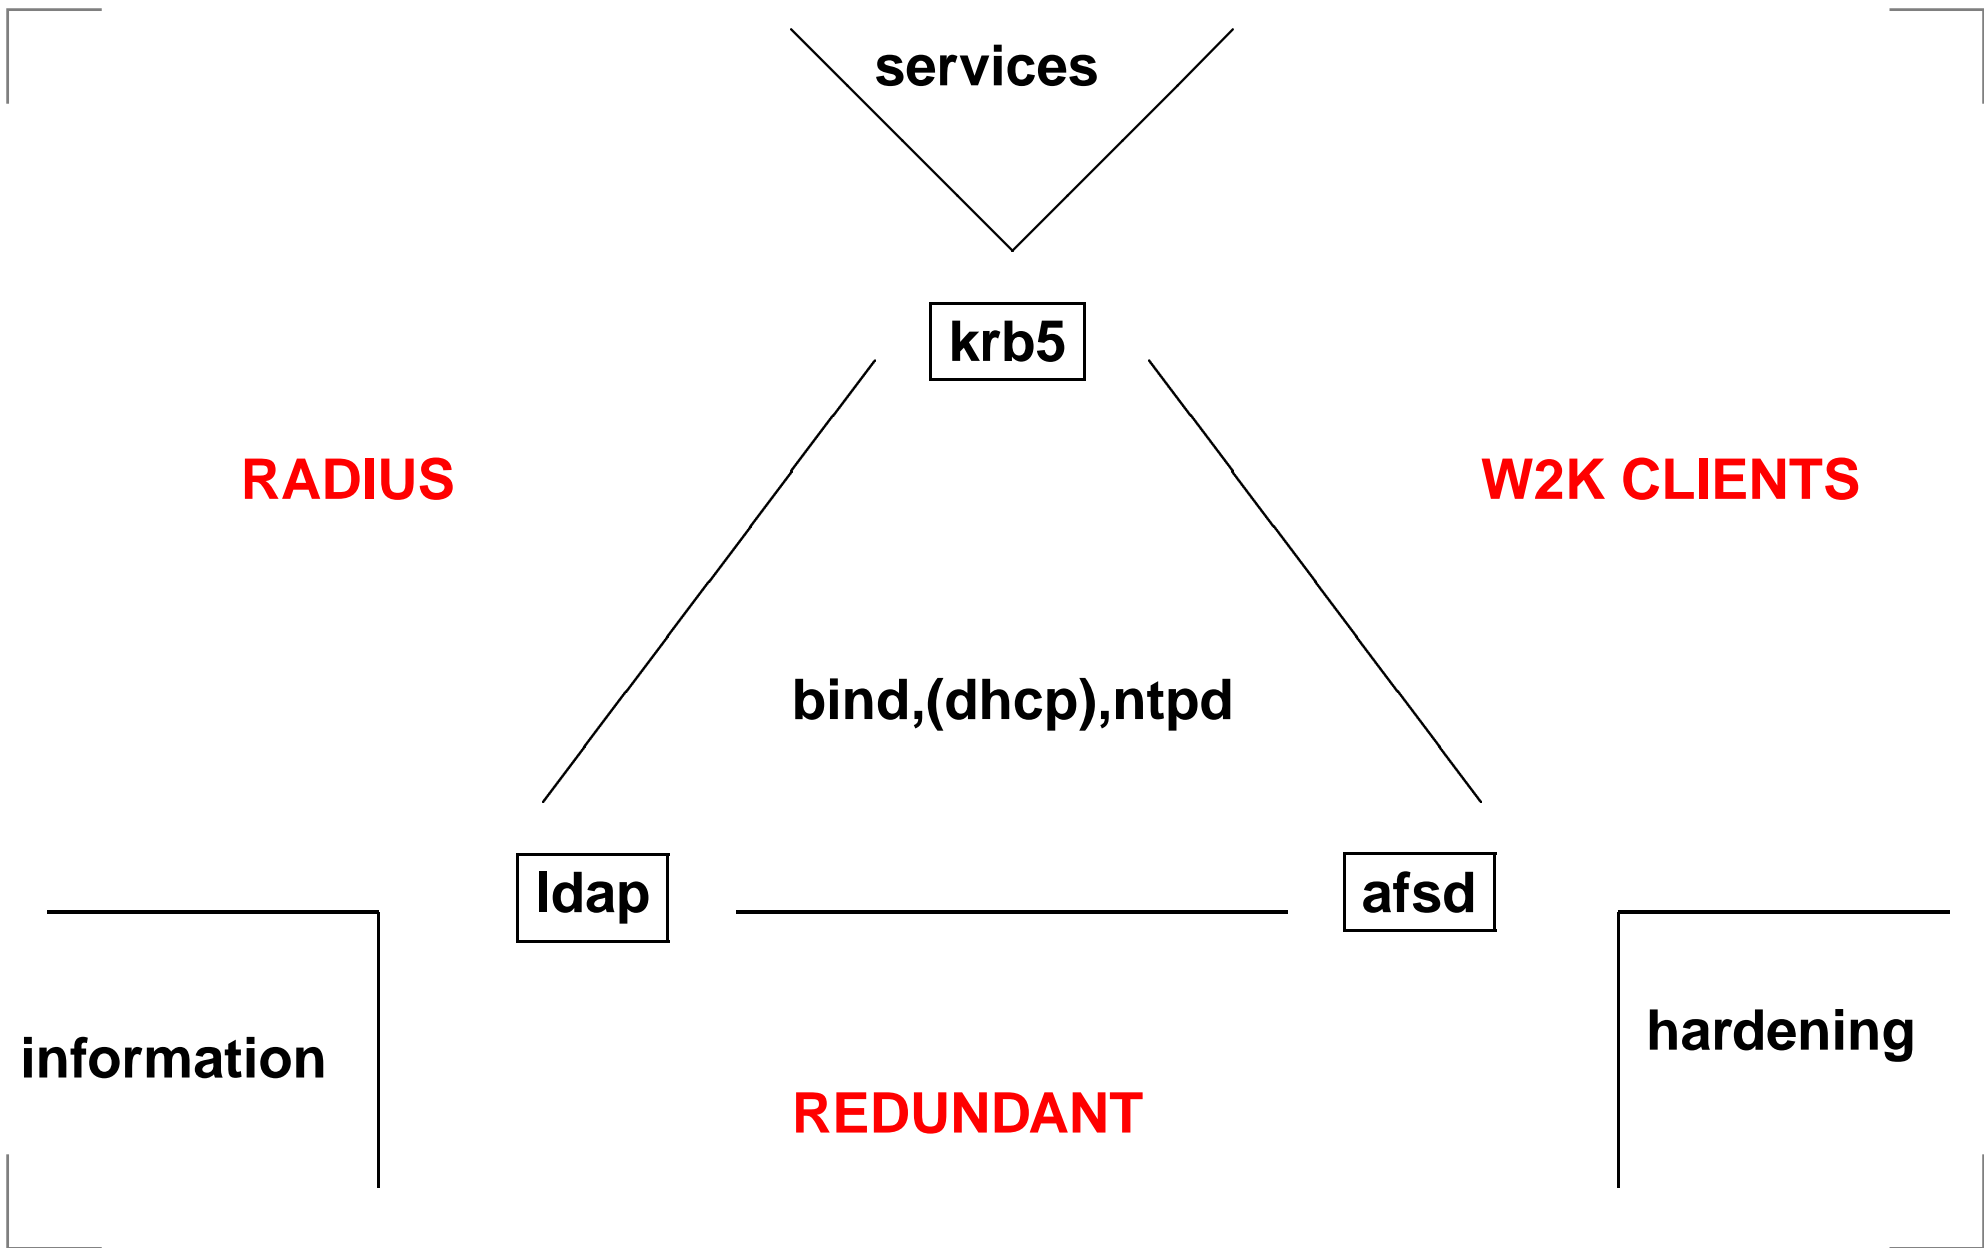 services
krb5
RADIUS
W2K CLIENTS
bind,(dhcp),ntpd
ldap
afsd
information
hardening
REDUNDANT